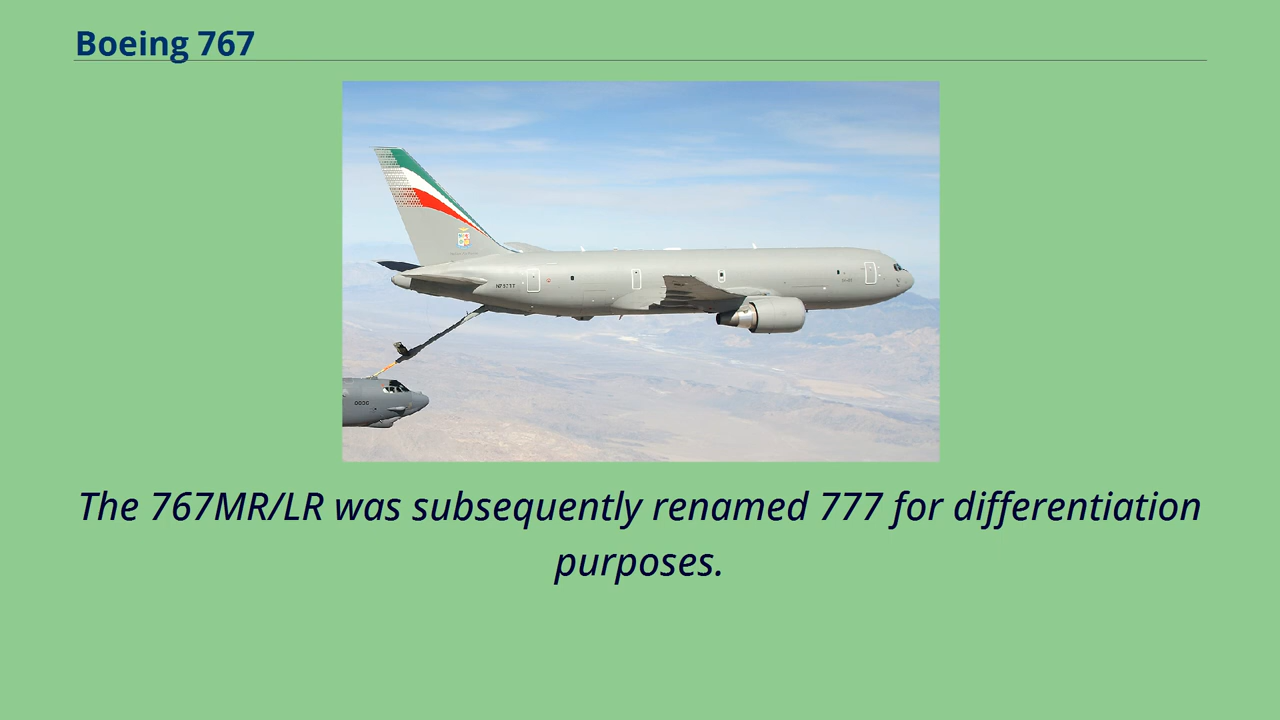 Boeing 767
The 767MR/LR was subsequently renamed 777 for differentiation
purposes.